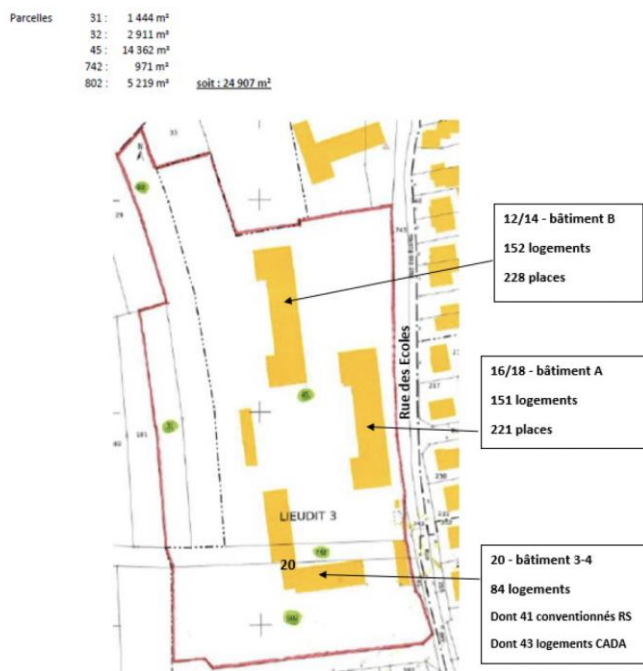 Parcelles 31 : 1 444 m²
32 : 2 911 m²
45 : 14 362 m²
742 : 971 m²
802 : 5 219 m² soit : 24 907 m²
33
N
29
12/14 - bâtiment B
152 logements
228 places
Rue des Ecoles
16/18 - bâtiment A
151 logements
221 places
LIEUDIT 3
20
20 - bâtiment 3-4
84 logements
Dont 41 conventionnés RS
Dont 43 logements CADA